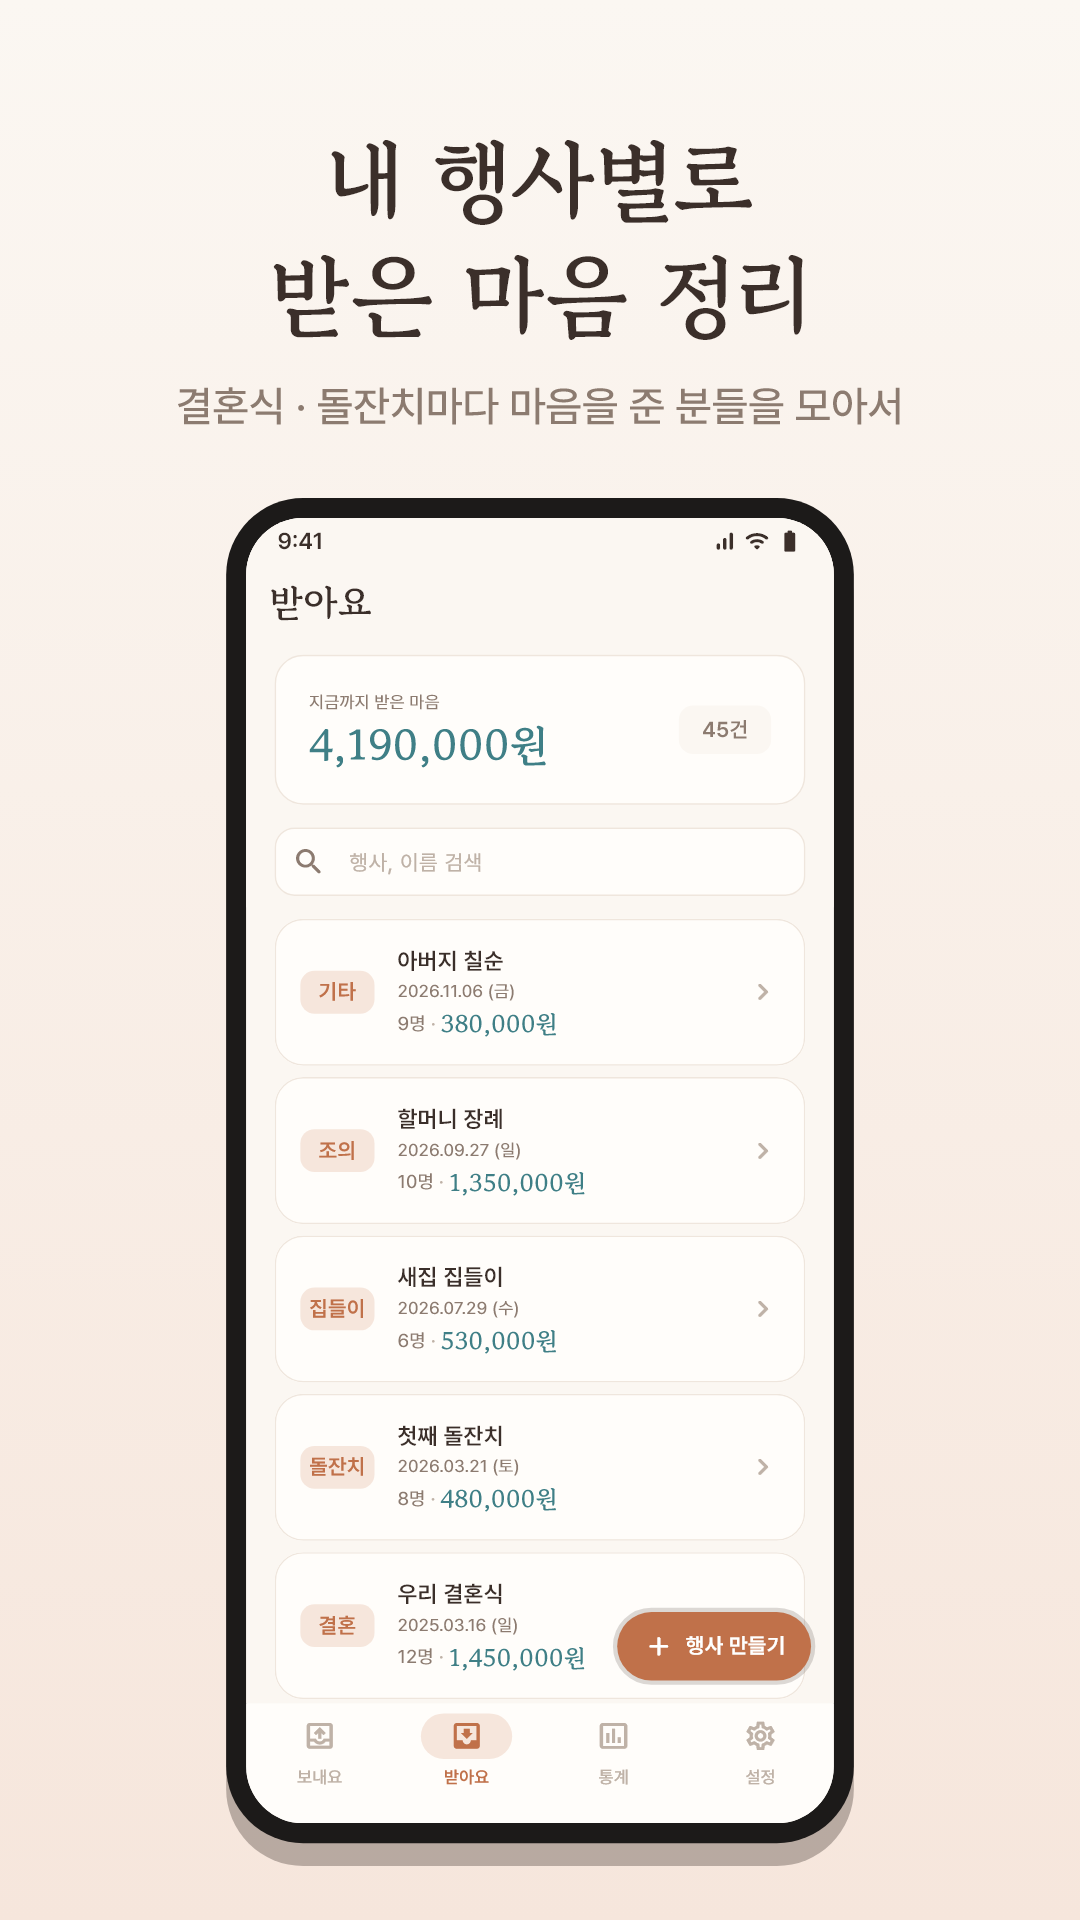 내 행사별로
받은 마음 정리
결혼식 · 돌잔치마다 마음을 준 분들을 모아서
9:41
받아요
지금까지 받은 마음
4,190,000원
45건
행사, 이름 검색
아버지 칠순
기타
2026.11.06 (금)
9명 · 380,000원
할머니 장례
조의
2026.09.27 (일)
10명 · 1,350,000원
새집 집들이
집들이
2026.07.29 (수)
6명 · 530,000원
첫째 돌잔치
돌잔치
2026.03.21 (토)
8명 · 480,000원
우리 결혼식
결혼
2025.03.16 (일)
12명 · 1,450,000원
+ 행사 만들기
보내요
받아요
통계
설정